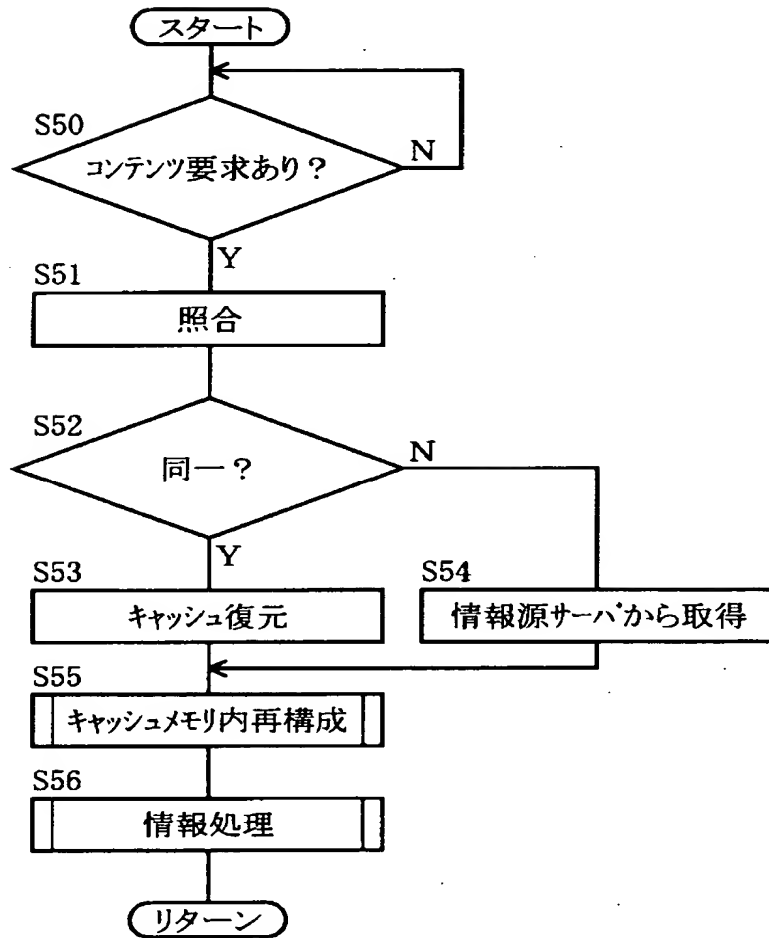 スタート
S50
コンテンツ要求あり?
N
Y
S51
照合
S52
同一?
N
Y
S53
キャッシュ復元
S54
情報源サーバから取得
S55
キャッシュメモリ内再構成
S56
情報処理
リターン